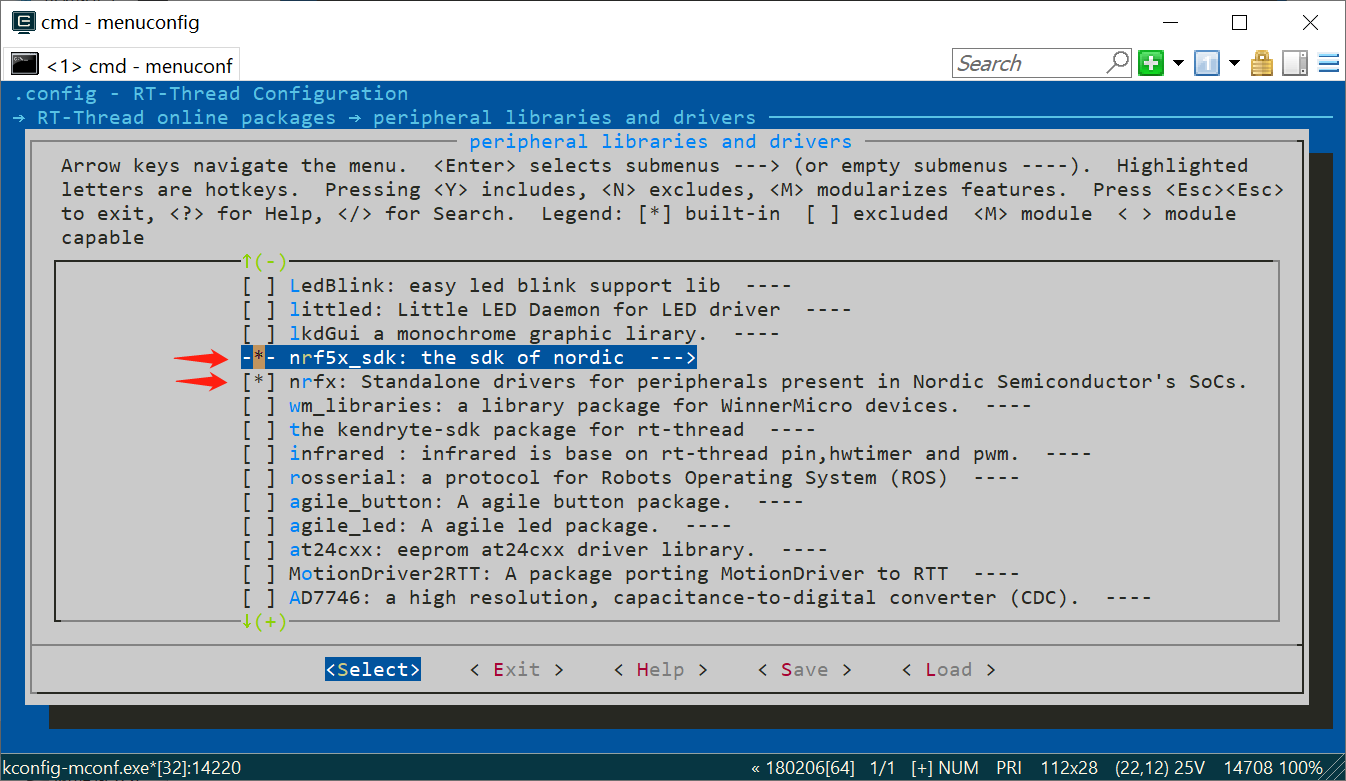 cmd - menuconfig
<1> cmd - menuconf
Search
.config - RT-Thread Configuration
→ RT-Thread online packages → peripheral libraries and drivers
peripheral libraries and drivers
Arrow keys navigate the menu.  <Enter> selects submenus ---> (or empty submenus ----).  Highlighted
letters are hotkeys.  Pressing <Y> includes, <N> excludes, <M> modularizes features.  Press <Esc><Esc>
to exit, <?> for Help, </> for Search.  Legend: [*] built-in  [ ] excluded  <M> module  < > module
capable
↑(-)
[ ] LedBlink: easy led blink support lib  ----
[ ] littled: Little LED Daemon for LED driver  ----
[ ] lkdGui a monochrome graphic lirary.  ----
-*- nrf5x_sdk: the sdk of nordic  --->
[*] nrfx: Standalone drivers for peripherals present in Nordic Semiconductor's SoCs.
[ ] wm_libraries: a library package for WinnerMicro devices.  ----
[ ] the kendryte-sdk package for rt-thread  ----
[ ] infrared : infrared is base on rt-thread pin,hwtimer and pwm.  ----
[ ] rosserial: a protocol for Robots Operating System (ROS)  ----
[ ] agile_button: A agile button package.  ----
[ ] agile_led: A agile led package.  ----
[ ] at24cxx: eeprom at24cxx driver library.  ----
[ ] MotionDriver2RTT: A package porting MotionDriver to RTT  ----
[ ] AD7746: a high resolution, capacitance-to-digital converter (CDC).  ----
↓(+)
<Select>    < Exit >    < Help >    < Save >    < Load >
kconfig-mconf.exe*[32]:14220    « 180206[64]  1/1  [+] NUM  PRI  112x28  (22,12) 25V  14708 100%